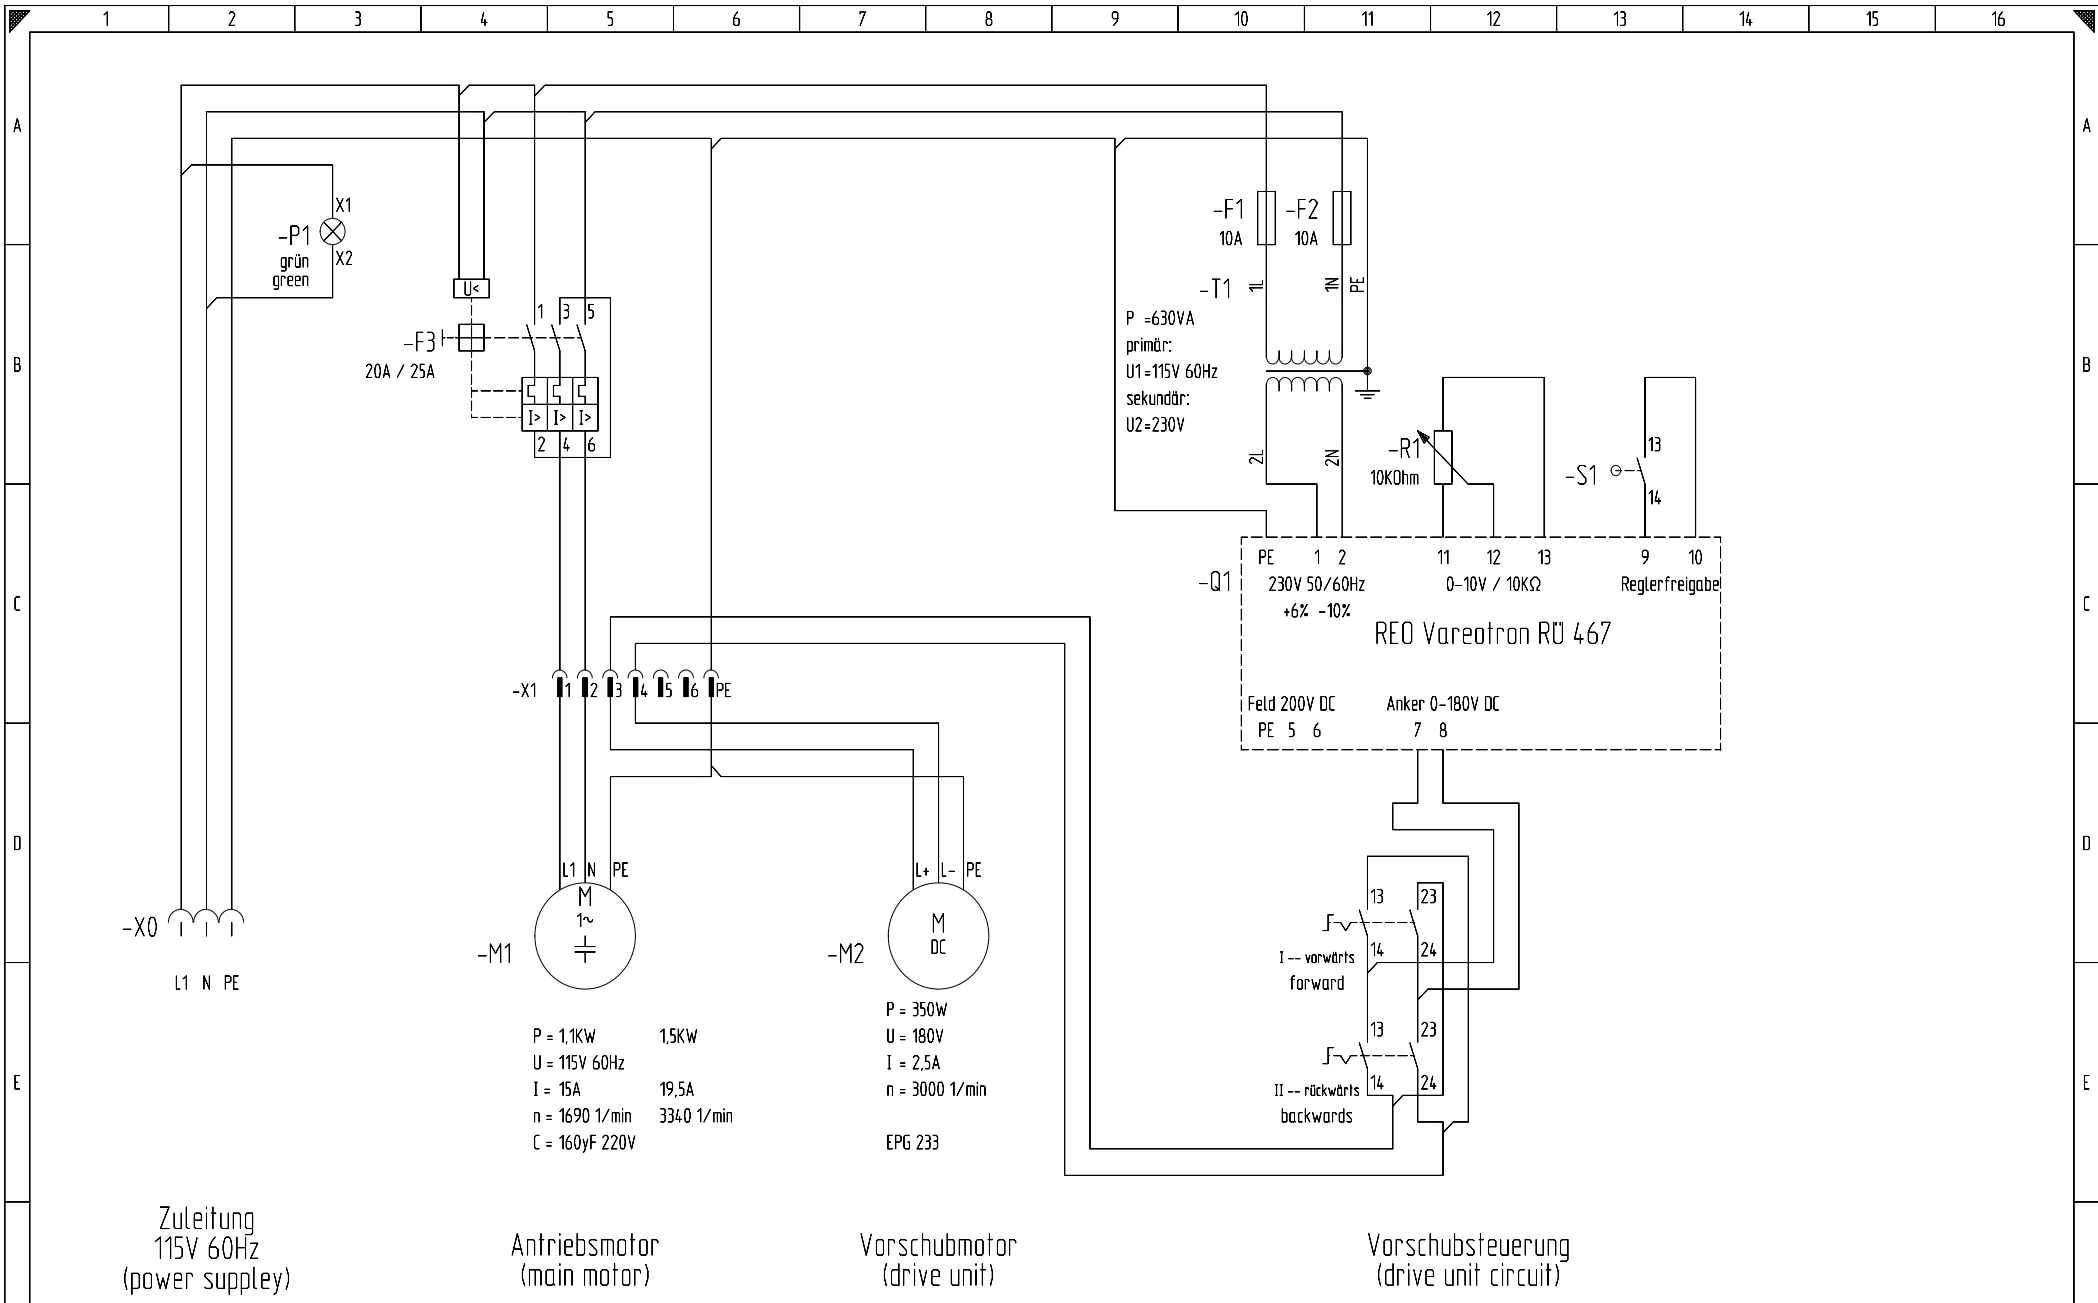 1 2 3 4 5 6 7 8 9 10 11 12 13 14 15 16
A A
X1
-P1
X2
grün
green
-F1 -F2
10A 10A
-T1 1L 1N PE
U<
1 3 5
-F3
20A / 25A
I> I> I>
2 4 6
P =630VA
primär:
U1=115V 60Hz
sekundär:
U2=230V
B B
2L 2N
-R1
10KOhm
13
-S1
14
PE 1 2 11 12 13 9 10
-Q1 230V 50/60Hz 0-10V / 10KΩ Reglerfreigabe
+6% -10%
C C
REO Vareotron RÜ 467
-X1 1 2 3 4 5 6 PE
Feld 200V DC Anker 0-180V DC
PE 5 6 7 8
D D
L1 N PE
M
1~
-M1
L+ L- PE
M
DC
-M2
-X0
L1 N PE
13 23
14 24
I -- vorwärts
forward
13 23
14 24
II -- rückwärts
backwards
E E
P = 1,1KW 1,5KW
U = 115V 60Hz
I = 15A 19,5A
n = 1690 1/min 3340 1/min
C = 160yF 220V
P = 350W
U = 180V
I = 2,5A
n = 3000 1/min
EPG 233
Zuleitung
115V 60Hz
(power suppley)
Antriebsmotor
(main motor)
Vorschubmotor
(drive unit)
Vorschubsteuerung
(drive unit circuit)